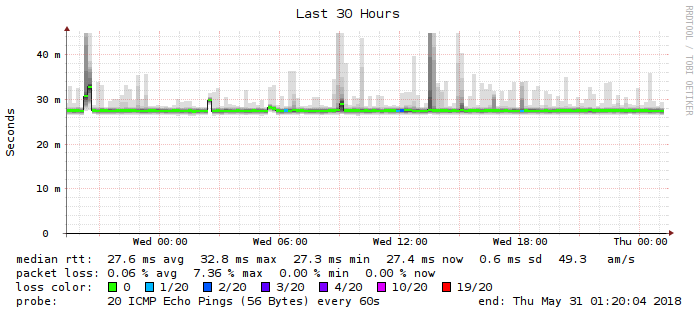 Last 30 Hours
RRDTOOL / TOBI OETIKER
Seconds
40 m
30 m
20 m
10 m
0
Wed 00:00 Wed 06:00 Wed 12:00 Wed 18:00 Thu 00:00
median rtt: 27.6 ms avg 32.8 ms max 27.3 ms min 27.4 ms now 0.6 ms sd 49.3 am/s
packet loss: 0.06 % avg 7.36 % max 0.00 % min 0.00 % now
loss color: 0 1/20 2/20 3/20 4/20 10/20 19/20
probe: 20 ICMP Echo Pings (56 Bytes) every 60s end: Thu May 31 01:20:04 2018